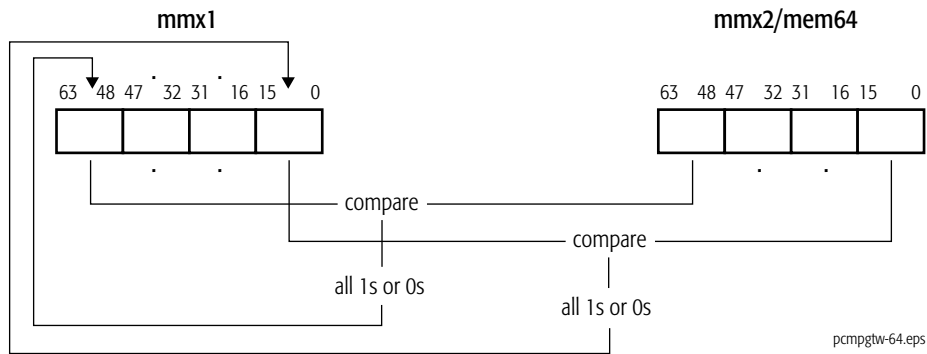 mmx1 mmx2/mem64
. . 
63 48 47 32 31 16 15 0 63 48 47 32 31 16 15 0
. . . .
compare
compare
all 1s or 0s
all 1s or 0s
pcmpgtw-64.eps